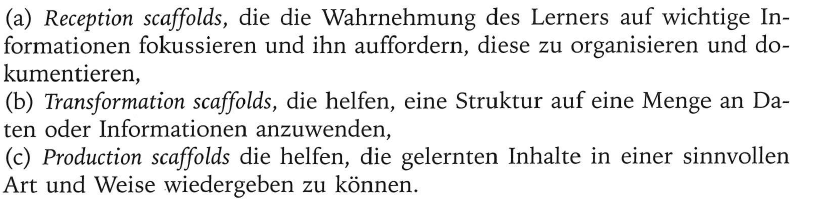 (a) Reception scaffolds, die die Wahrnehmung des Lerners auf wichtige In-
formationen fokussieren und ihn auffordern, diese zu organisieren und do-
kumentieren,
(b) Transformation scaffolds, die helfen, eine Struktur auf eine Menge an Da-
ten oder Informationen anzuwenden,
(c) Production scaffolds die helfen, die gelernten Inhalte in einer sinnvollen
Art und Weise wiedergeben zu können.